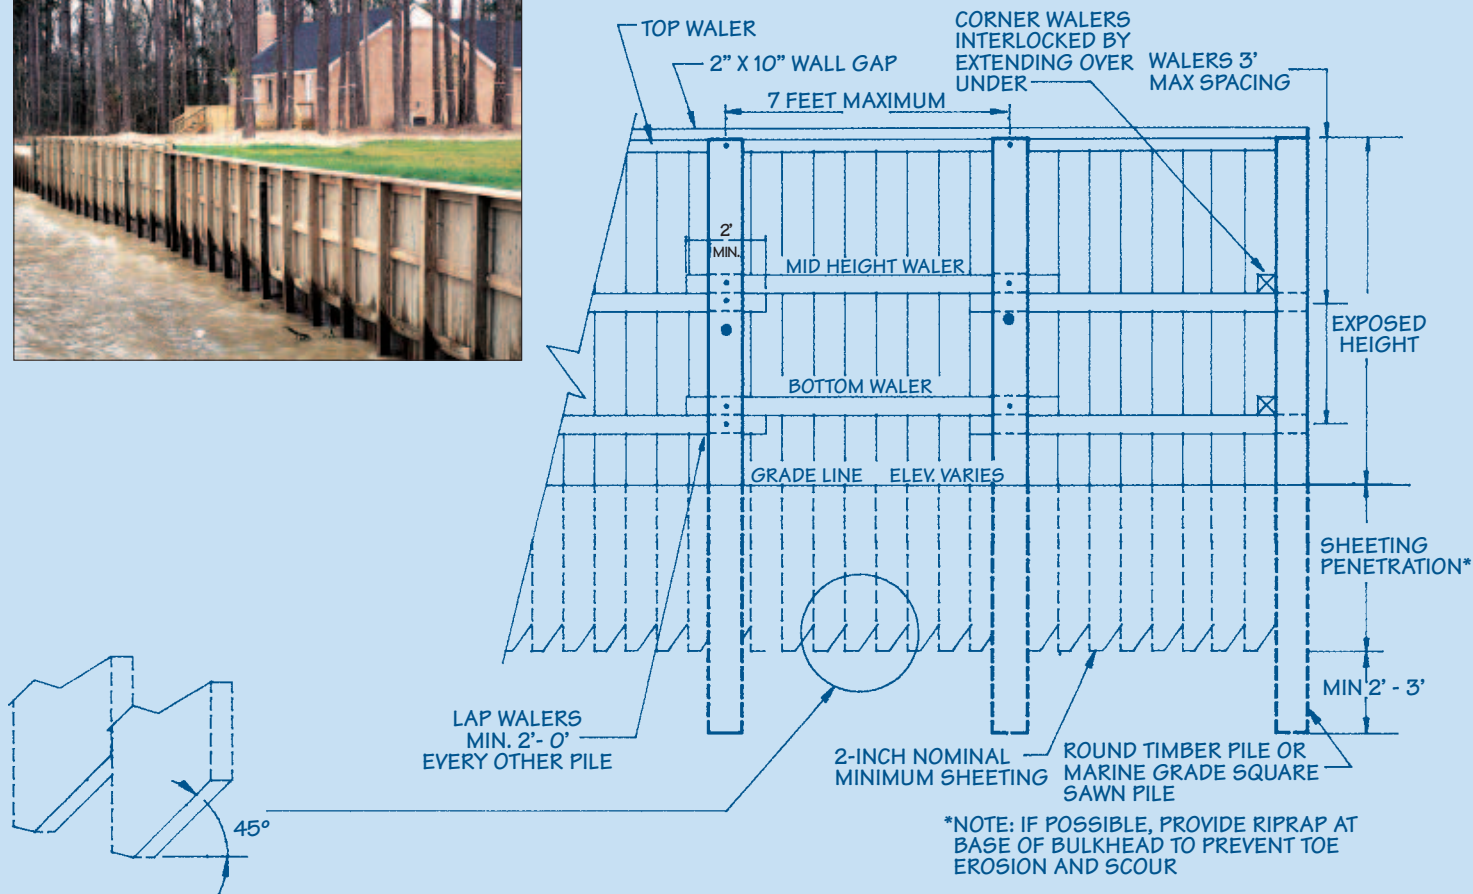 TOP WALER
2” X 10” WALL GAP
7 FEET MAXIMUM
CORNER WALERS
INTERLOCKED BY
EXTENDING OVER
UNDER
WALERS 3'
MAX SPACING
2'
MIN.
MID HEIGHT WALER
EXPOSED
HEIGHT
BOTTOM WALER
GRADE LINE ELEV. VARIES
SHEETING
PENETRATION*
MIN 2' - 3'
LAP WALERS
MIN. 2'- 0'
EVERY OTHER PILE
2-INCH NOMINAL
MINIMUM SHEETING
ROUND TIMBER PILE OR
MARINE GRADE SQUARE
SAWN PILE
45°
*NOTE: IF POSSIBLE, PROVIDE RIPRAP AT
BASE OF BULKHEAD TO PREVENT TOE
EROSION AND SCOUR